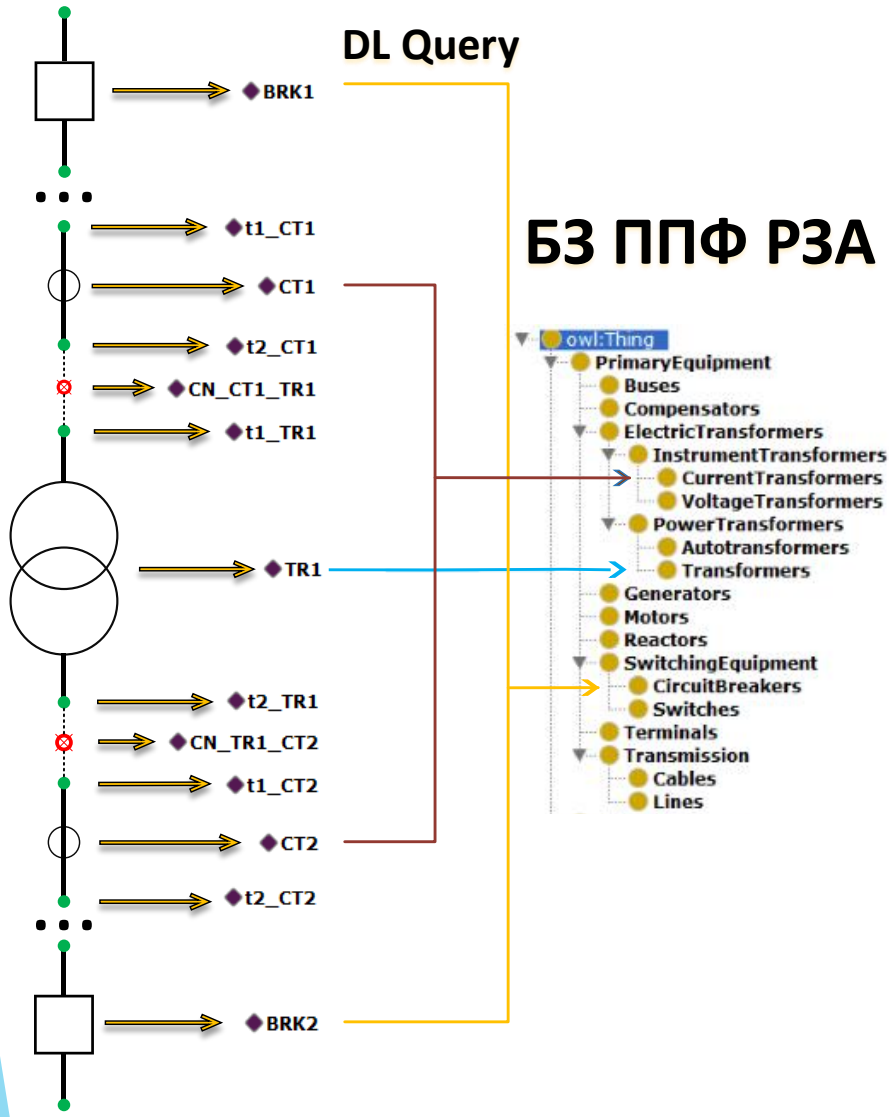 DL Query
BRK1
t1_CT1
CT1
t2_CT1
CN_CT1_TR1
t1_TR1
TR1
t2_TR1
CN_TR1_CT2
t1_CT2
CT2
t2_CT2
BRK2
БЗ ППФ РЗА
owl:Thing
PrimaryEquipment
Buses
Compensators
ElectricTransformers
InstrumentTransformers
CurrentTransformers
VoltageTransformers
PowerTransformers
Autotransformers
Transformers
Generators
Motors
Reactors
SwitchingEquipment
CircuitBreakers
Switches
Terminals
Transmission
Cables
Lines